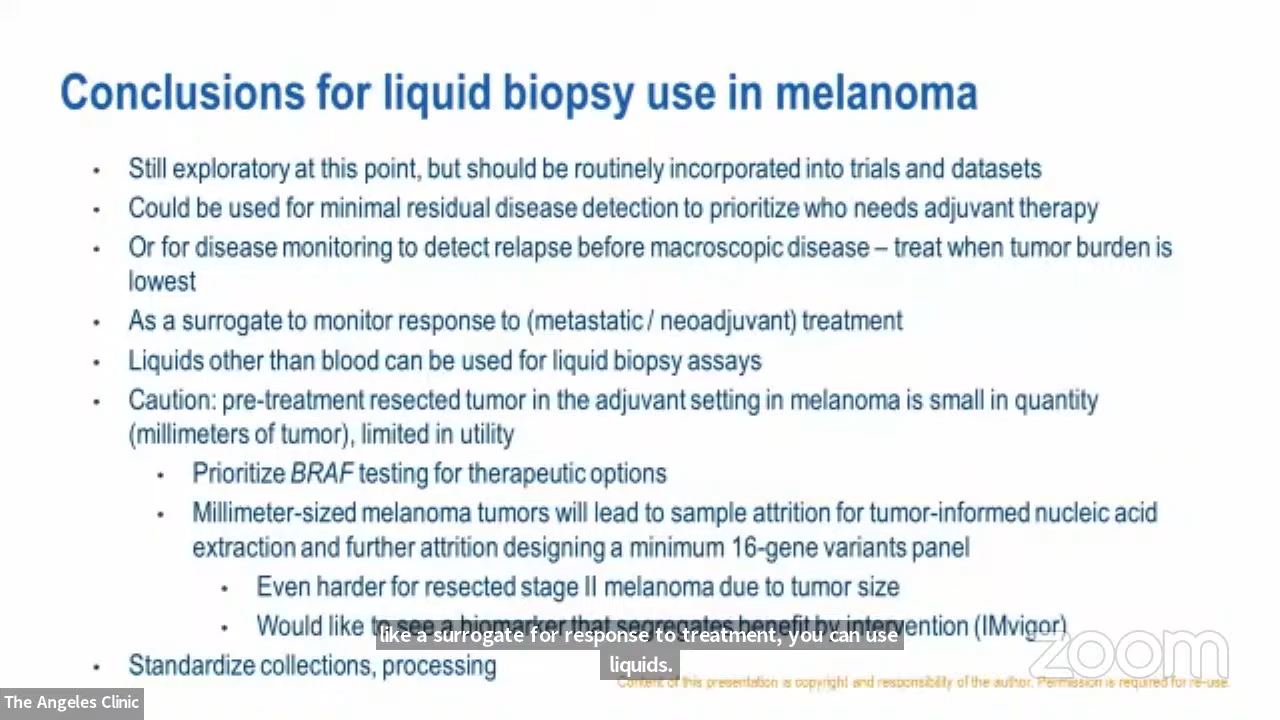 Conclusions for liquid biopsy use in melanoma
• Still exploratory at this point, but should be routinely incorporated into trials and datasets
• Could be used for minimal residual disease detection to prioritize who needs adjuvant therapy
• Or for disease monitoring to detect relapse before macroscopic disease – treat when tumor burden is
lowest
• As a surrogate to monitor response to (metastatic / neoadjuvant) treatment
• Liquids other than blood can be used for liquid biopsy assays
• Caution: pre-treatment resected tumor in the adjuvant setting in melanoma is small in quantity
(millimeters of tumor), limited in utility
• Prioritize BRAF testing for therapeutic options
• Millimeter-sized melanoma tumors will lead to sample attrition for tumor-informed nucleic acid
extraction and further attrition designing a minimum 16-gene variants panel
• Even harder for resected stage II melanoma due to tumor size
• Would like to see a biomarker that segregates benefit by intervention (IMvigor)
like a surrogate for response to treatment, you can use
liquids.
• Standardize collections, processing
zoom
Content of this presentation is copyright and responsibility of the author. Permission is required for re-use.
The Angeles Clinic